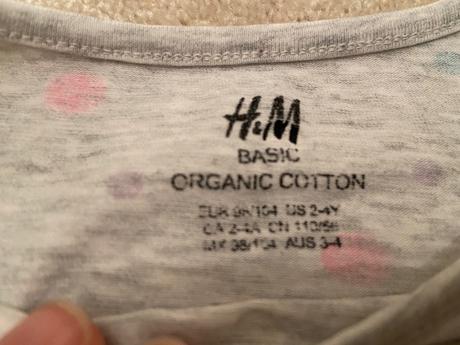 H&M
BASIC
ORGANIC COTTON
EUR 98/104 US 2-4Y
CA 2-4A CN 110/56
MX 98/104 AUS 3-4